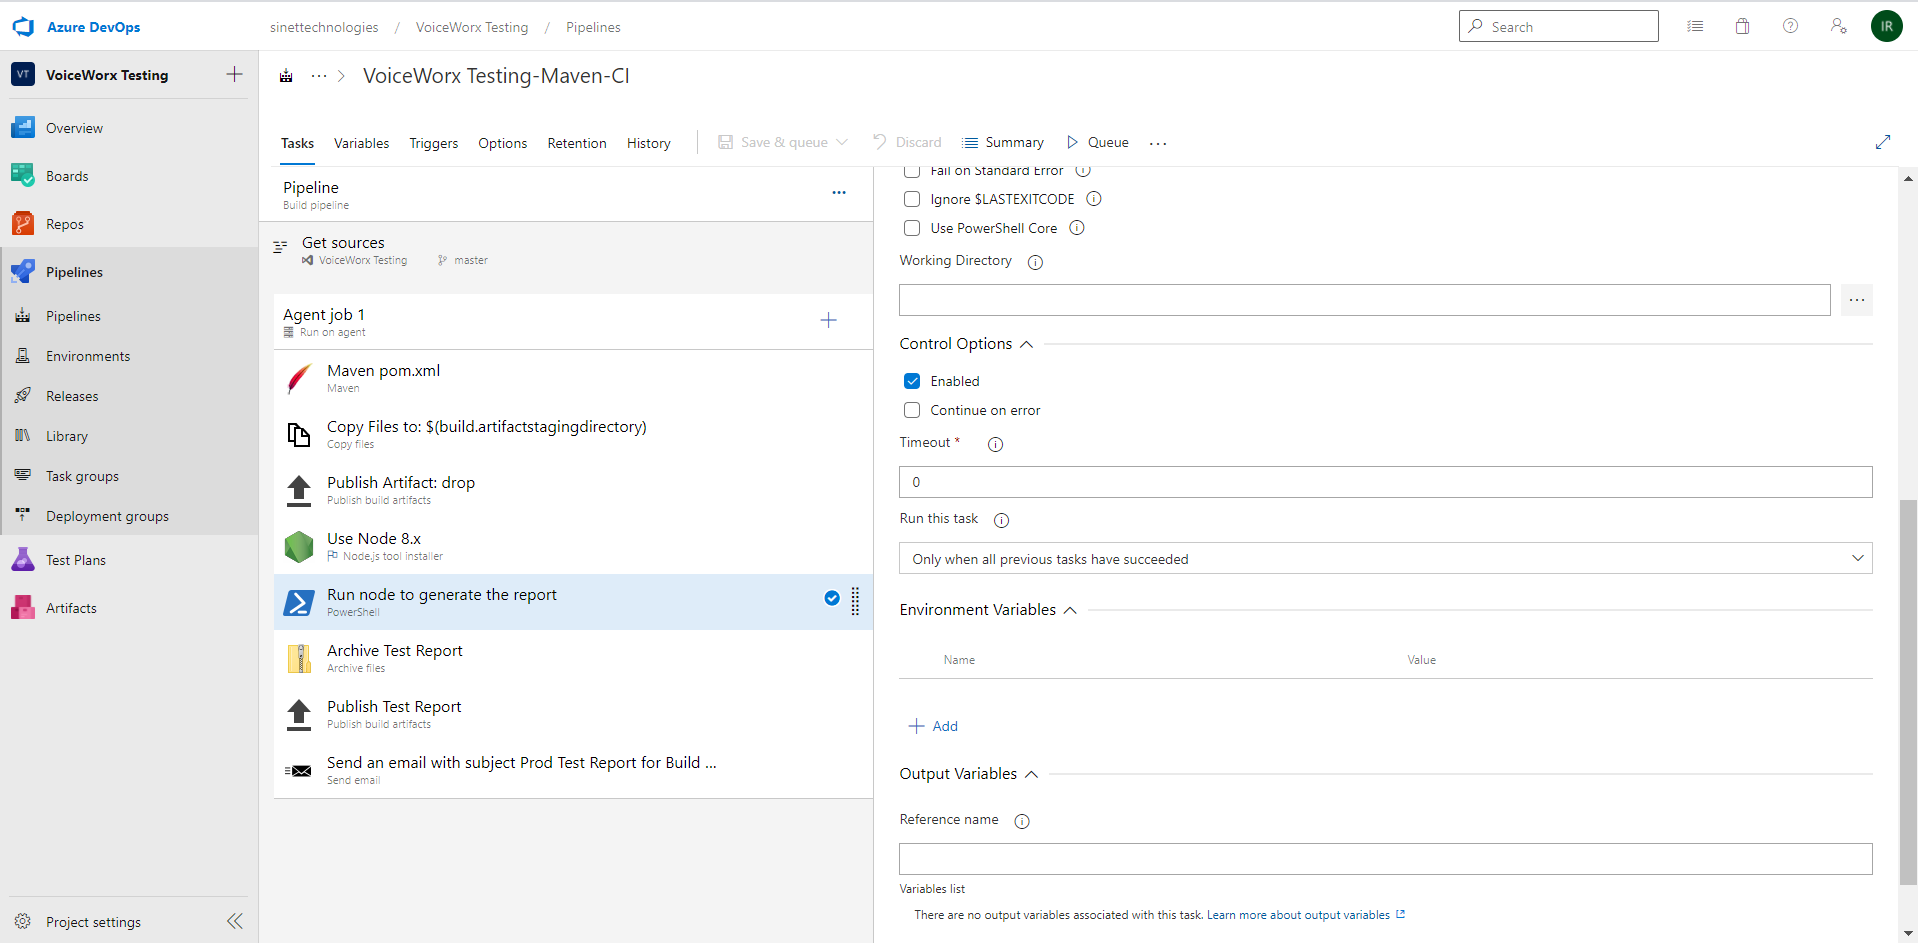 Azure DevOps
sinettechnologies / VoiceWorx Testing / Pipelines
Search
IR
VT VoiceWorx Testing
Overview
Boards
Repos
Pipelines
Pipelines
Environments
Releases
Library
Task groups
Deployment groups
Test Plans
Artifacts
Project settings
VoiceWorx Testing-Maven-CI
Tasks Variables Triggers Options Retention History Save & queue Discard Summary Queue ...
Pipeline
Build pipeline
Get sources
VoiceWorx Testing master
Agent job 1
Run on agent
Maven pom.xml
Maven
Copy Files to: $(build.artifactstagingdirectory)
Copy files
Publish Artifact: drop
Publish build artifacts
Use Node 8.x
Node.js tool installer
Run node to generate the report
PowerShell
Archive Test Report
Archive files
Publish Test Report
Publish build artifacts
Send an email with subject Prod Test Report for Build ...
Send email
Fail on Standard Error
Ignore $LASTEXITCODE
Use PowerShell Core
Working Directory
Control Options
Enabled
Continue on error
Timeout *
0
Run this task
Only when all previous tasks have succeeded
Environment Variables
Name Value
Add
Output Variables
Reference name
Variables list
There are no output variables associated with this task. Learn more about output variables